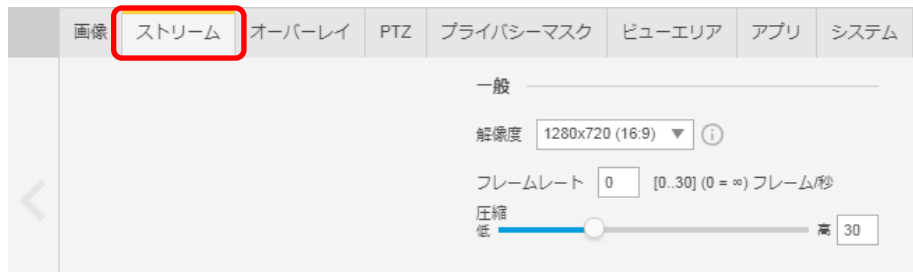 画像 ストリーム オーバーレイ PTZ プライバシーマスク ビューエリア アプリ システム
一般
解像度 1280x720 (16:9)
フレームレート 0 [0..30] (0 = ∞) フレーム/秒
圧縮
低 高 30